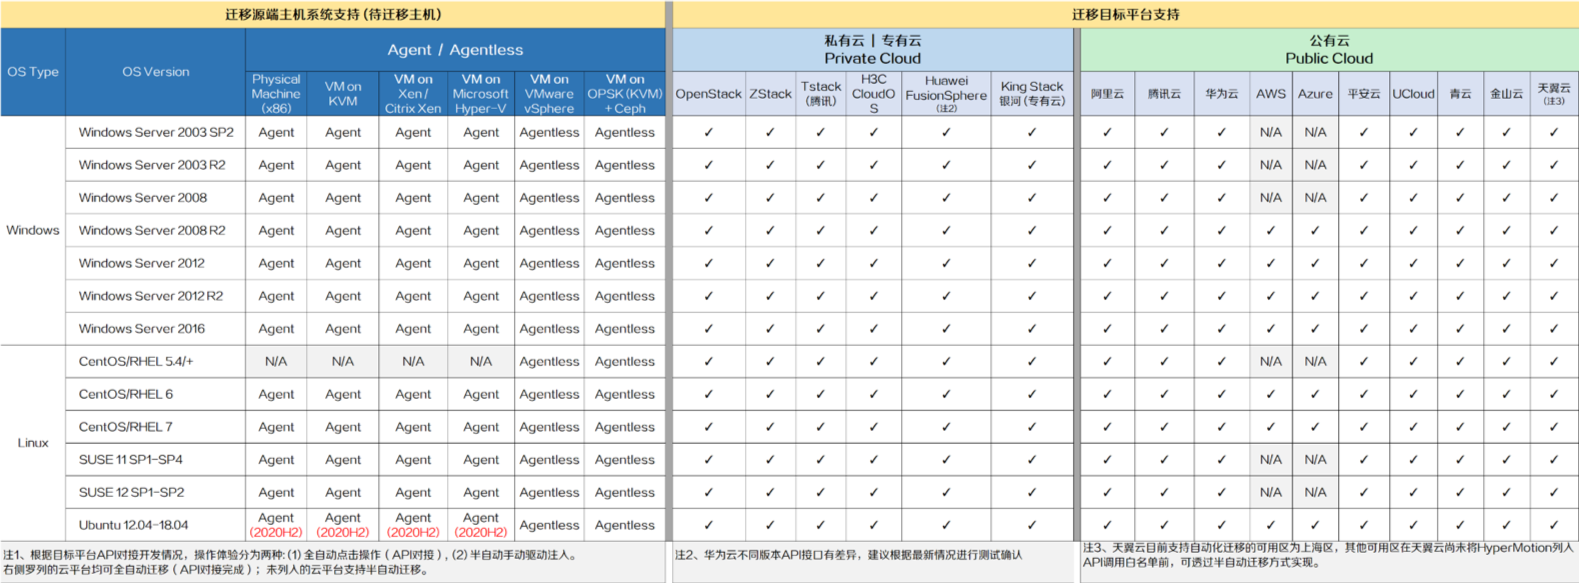 迁移源端主机系统支持(待迁移主机) 迁移目标平台支持
OS Type OS Version Agent / Agentless 私有云 | 专有云 公有云
Private Cloud Public Cloud
Physical Machine (x86) VM on KVM VM on Xen / Citrix Xen VM on Microsoft Hyper-V VM on VMware vSphere VM on OPSK (KVM) + Ceph OpenStack ZStack Tstack (腾讯) H3C CloudOS Huawei FusionSphere (注2) King Stack 银河 (专有云) 阿里云 腾讯云 华为云 AWS Azure 平安云 UCloud 青云 金山云 天翼云 (注3)
Windows
Windows Server 2003 SP2 Agent Agent Agent Agent Agentless Agentless ✓ ✓ ✓ ✓ ✓ ✓ ✓ ✓ ✓ N/A N/A ✓ ✓ ✓ ✓ ✓
Windows Server 2003 R2 Agent Agent Agent Agent Agentless Agentless ✓ ✓ ✓ ✓ ✓ ✓ ✓ ✓ ✓ N/A N/A ✓ ✓ ✓ ✓ ✓
Windows Server 2008 Agent Agent Agent Agent Agentless Agentless ✓ ✓ ✓ ✓ ✓ ✓ ✓ ✓ ✓ N/A N/A ✓ ✓ ✓ ✓ ✓
Windows Server 2008 R2 Agent Agent Agent Agent Agentless Agentless ✓ ✓ ✓ ✓ ✓ ✓ ✓ ✓ ✓ ✓ ✓ ✓ ✓ ✓ ✓ ✓
Windows Server 2012 Agent Agent Agent Agent Agentless Agentless ✓ ✓ ✓ ✓ ✓ ✓ ✓ ✓ ✓ ✓ ✓ ✓ ✓ ✓ ✓ ✓
Windows Server 2012 R2 Agent Agent Agent Agent Agentless Agentless ✓ ✓ ✓ ✓ ✓ ✓ ✓ ✓ ✓ ✓ ✓ ✓ ✓ ✓ ✓ ✓
Windows Server 2016 Agent Agent Agent Agent Agentless Agentless ✓ ✓ ✓ ✓ ✓ ✓ ✓ ✓ ✓ ✓ ✓ ✓ ✓ ✓ ✓ ✓
Linux
CentOS/RHEL 5.4/+ N/A N/A N/A N/A Agentless Agentless ✓ ✓ ✓ ✓ ✓ ✓ ✓ ✓ ✓ N/A N/A ✓ ✓ ✓ ✓ ✓
CentOS/RHEL 6 Agent Agent Agent Agent Agentless Agentless ✓ ✓ ✓ ✓ ✓ ✓ ✓ ✓ ✓ ✓ ✓ ✓ ✓ ✓ ✓ ✓
CentOS/RHEL 7 Agent Agent Agent Agent Agentless Agentless ✓ ✓ ✓ ✓ ✓ ✓ ✓ ✓ ✓ ✓ ✓ ✓ ✓ ✓ ✓ ✓
SUSE 11 SP1-SP4 Agent Agent Agent Agent Agentless Agentless ✓ ✓ ✓ ✓ ✓ ✓ ✓ ✓ ✓ N/A N/A ✓ ✓ ✓ ✓ ✓
SUSE 12 SP1-SP2 Agent Agent Agent Agent Agentless Agentless ✓ ✓ ✓ ✓ ✓ ✓ ✓ ✓ ✓ N/A N/A ✓ ✓ ✓ ✓ ✓
Ubuntu 12.04-18.04 Agent (2020H2) Agent (2020H2) Agent (2020H2) Agent (2020H2) Agentless Agentless ✓ ✓ ✓ ✓ ✓ ✓ ✓ ✓ ✓ ✓ ✓ ✓ ✓ ✓ ✓ ✓
注1、根据目标平台API对接开发情况，操作体验分为两种: (1) 全自动点击操作 ( API对接 ) , (2) 半自动手动驱动注入。
右侧罗列的云平台均可全自动迁移 ( API对接完成 ) ；未列入的云平台支持半自动迁移。
注2、华为云不同版本API接口有差异，建议根据最新情况进行测试确认
注3、天翼云目前支持自动化迁移的可用区为上海区，其他可用区在天翼云尚未将HyperMotion列入
API调用白名单前，可透过半自动迁移方式实现。